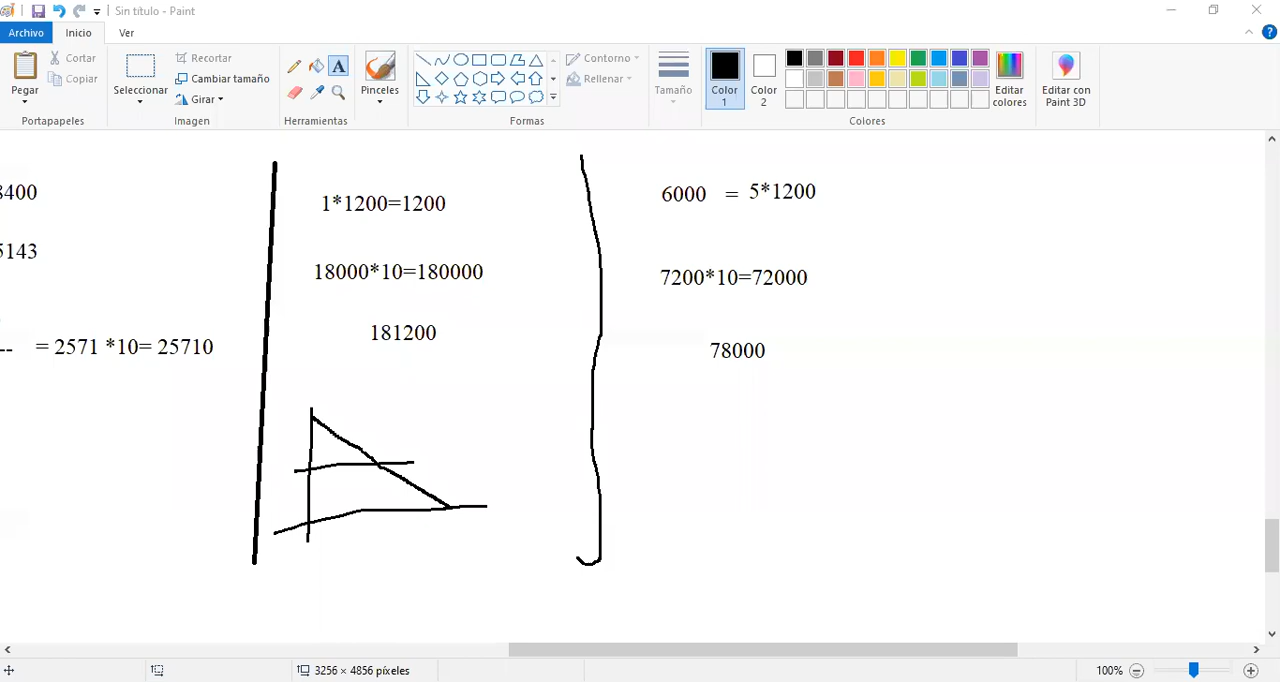 Sin título - Paint
Archivo Inicio Ver
Pegar
Cortar
Copiar
Portapapeles
Seleccionar
Recortar
Cambiar tamaño
Girar
Imagen
A
Herramientas
Pinceles
Contorno
Rellenar
Formas
Tamaño
Color 1
Color 2
Editar colores
Colores
Editar con Paint 3D
8400
5143
-- = 2571 *10= 25710
1*1200=1200
18000*10=180000
181200
6000 = 5*1200
7200*10=72000
78000
3256 × 4856 píxeles
100%